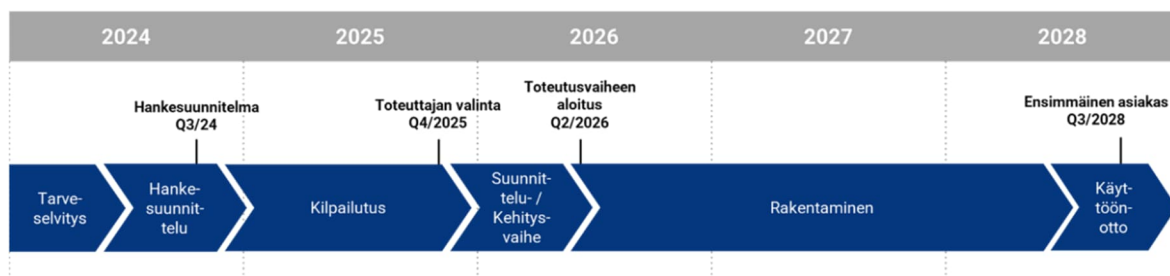 2024
2025
2026
2027
2028
Hankesuunnitelma
Q3/24
Toteuttajan valinta
Q4/2025
Toteutusvaiheen
aloitus
Q2/2026
Ensimmäinen asiakas
Q3/2028
Tarve-
selvitys
Hanke-
suunnit-
telu
Kilpailutus
Suunnit-
telu- /
Kehitys-
vaihe
Rakentaminen
Käyt-
töön-
otto